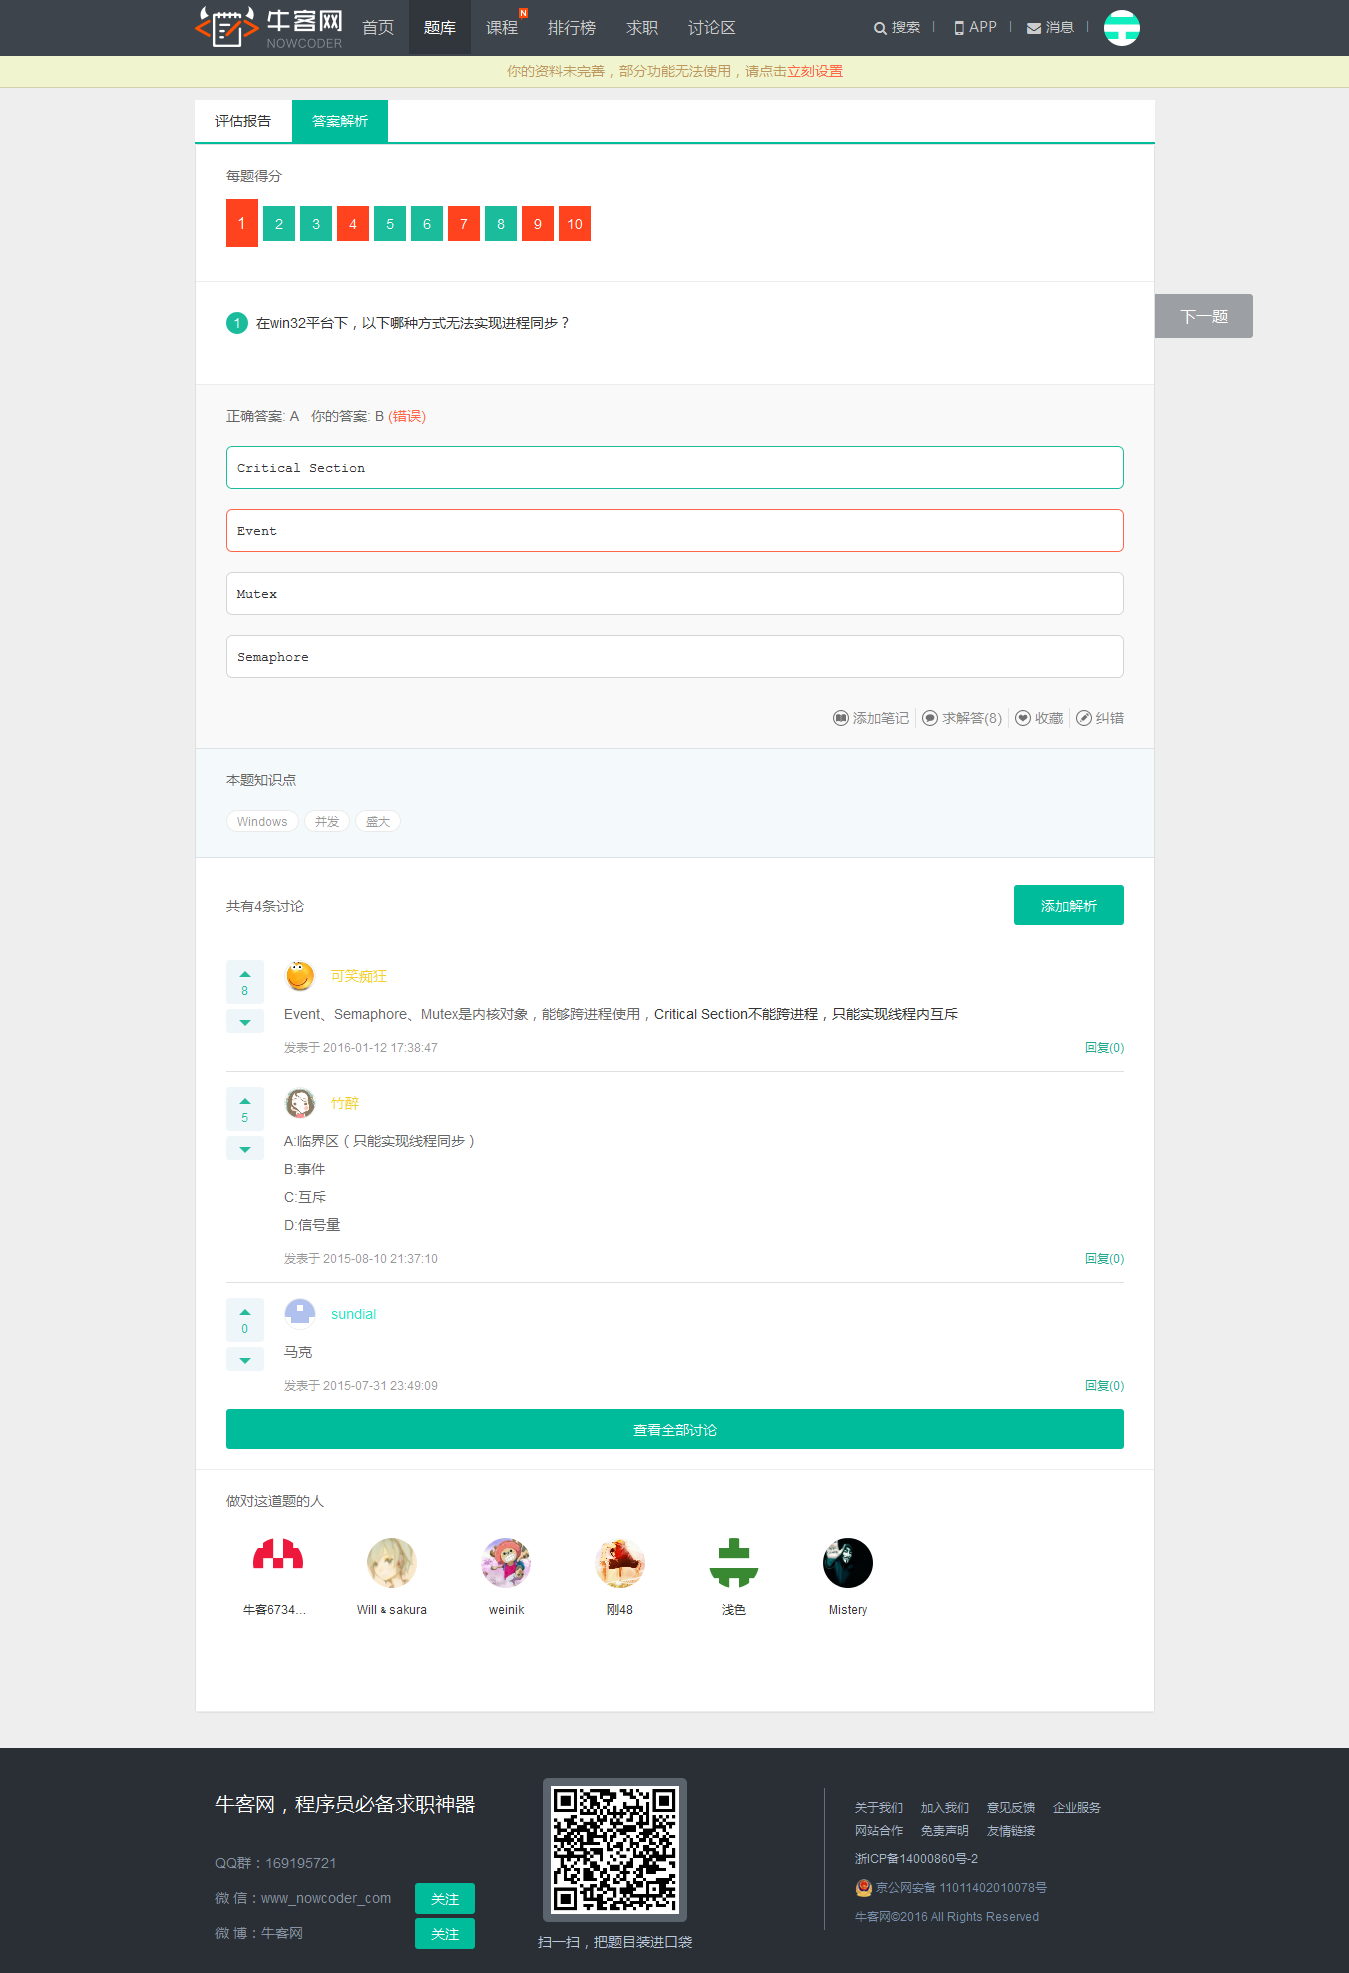 牛客网
NOWCODER
首页 题库 课程 N 排行榜 求职 讨论区 搜索 APP 消息
你的资料未完善，部分功能无法使用，请点击立刻设置
评估报告 答案解析
每题得分
1 2 3 4 5 6 7 8 9 10
1 在win32平台下，以下哪种方式无法实现进程同步？
下一题
正确答案: A 你的答案: B (错误)
Critical Section
Event
Mutex
Semaphore
添加笔记 求解答(8) 收藏 纠错
本题知识点
Windows 并发 盛大
共有4条讨论 添加解析
8 可笑痴狂
Event、Semaphore、Mutex是内核对象，能够跨进程使用，Critical Section不能跨进程，只能实现线程内互斥
发表于 2016-01-12 17:38:47 回复(0)
5 竹醉
A:临界区（只能实现线程同步）
B:事件
C:互斥
D:信号量
发表于 2015-08-10 21:37:10 回复(0)
0 sundial
马克
发表于 2015-07-31 23:49:09 回复(0)
查看全部讨论
做对这道题的人
牛客6734... Will & sakura weinik 刚48 浅色 Mistery
牛客网，程序员必备求职神器
QQ群：169195721
微 信：www_nowcoder_com 关注
微 博：牛客网 关注
扫一扫，把题目装进口袋
关于我们 加入我们 意见反馈 企业服务
网站合作 免责声明 友情链接
浙ICP备14000860号-2
京公网安备 11011402010078号
牛客网©2016 All Rights Reserved